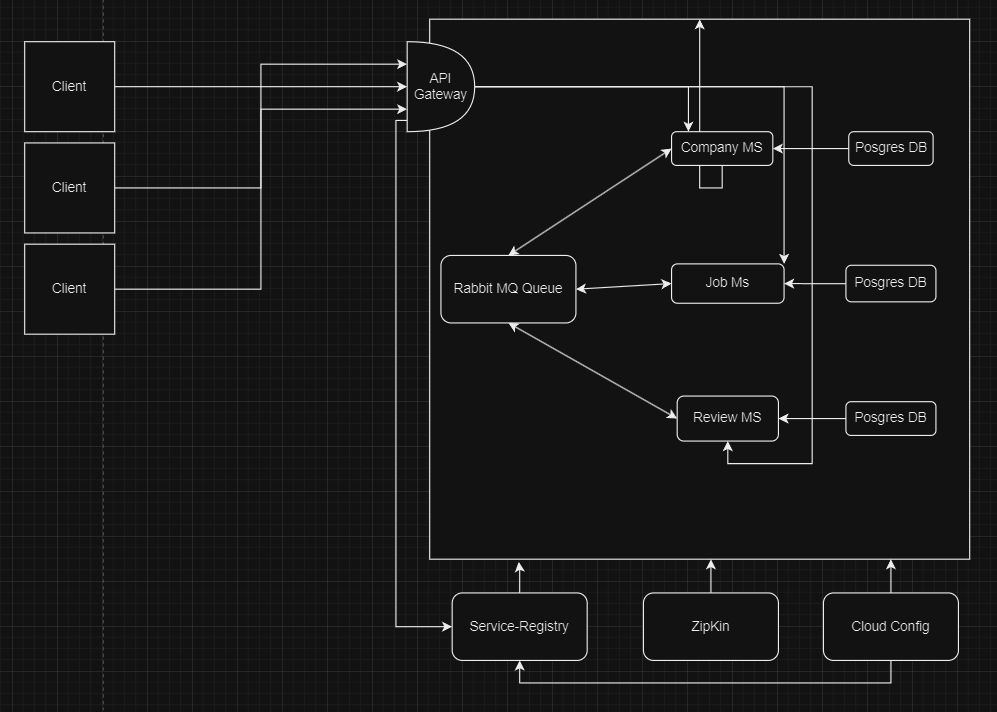 Client
Client
Client
API
Gateway
Company MS
Posgres DB
Rabbit MQ Queue
Job Ms
Posgres DB
Review MS
Posgres DB
Service-Registry
ZipKin
Cloud Config